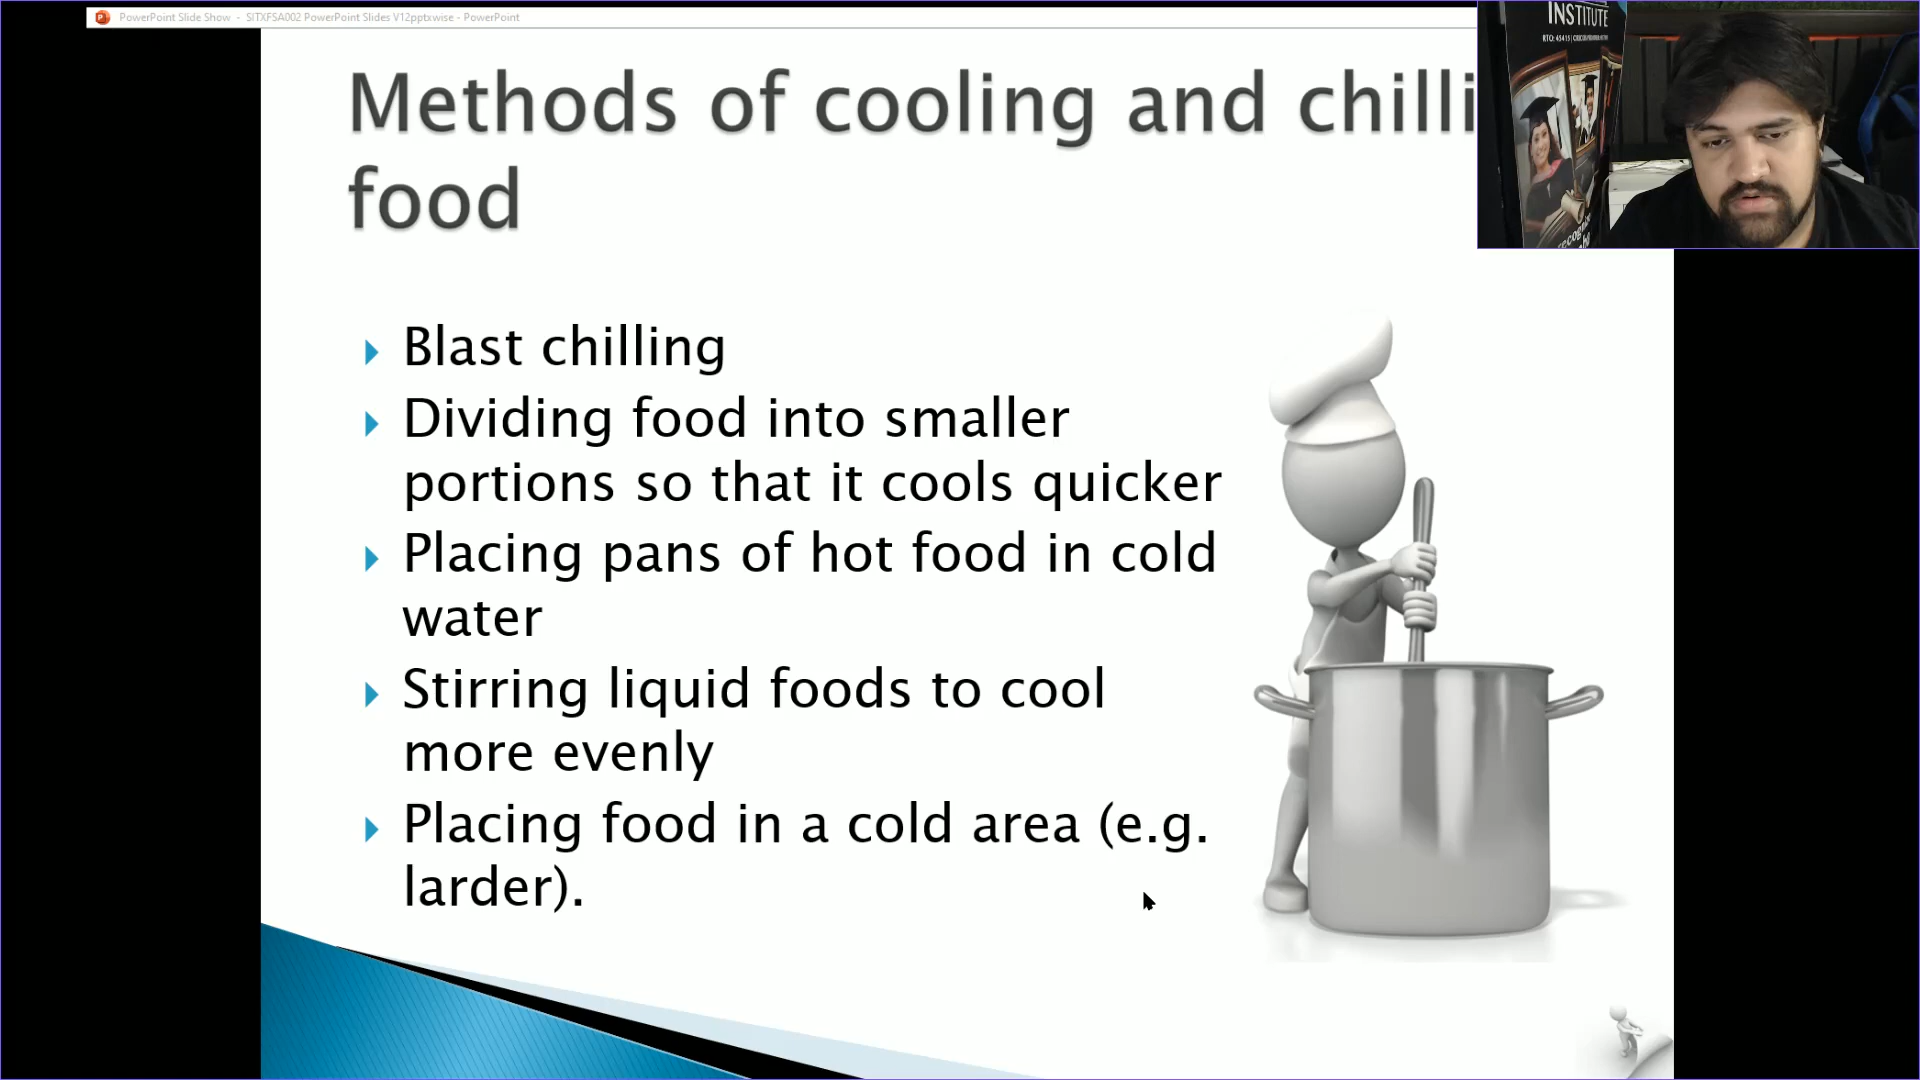 PowerPoint Slide Show - SITXFSA002 PowerPoint Slides V12pptxwise - PowerPoint
INSTITUTE
Methods of cooling and chilli
food
Blast chilling
Dividing food into smaller
portions so that it cools quicker
Placing pans of hot food in cold
water
Stirring liquid foods to cool
more evenly
Placing food in a cold area (e.g.
larder).